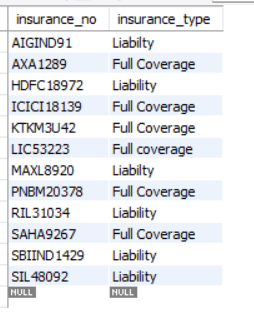 insurance_no insurance_type
AIGIND91 Liabilty
AXA1289 Full Coverage
HDFC18972 Liability
ICICI18139 Full Coverage
KTKM3U42 Full Coverage
LIC53223 Full coverage
MAXL8920 Liabilty
PNBM20378 Full Coverage
RIL31034 Liability
SAHA9267 Full Coverage
SBIIND1429 Liability
SIL48092 Liability
NULL NULL